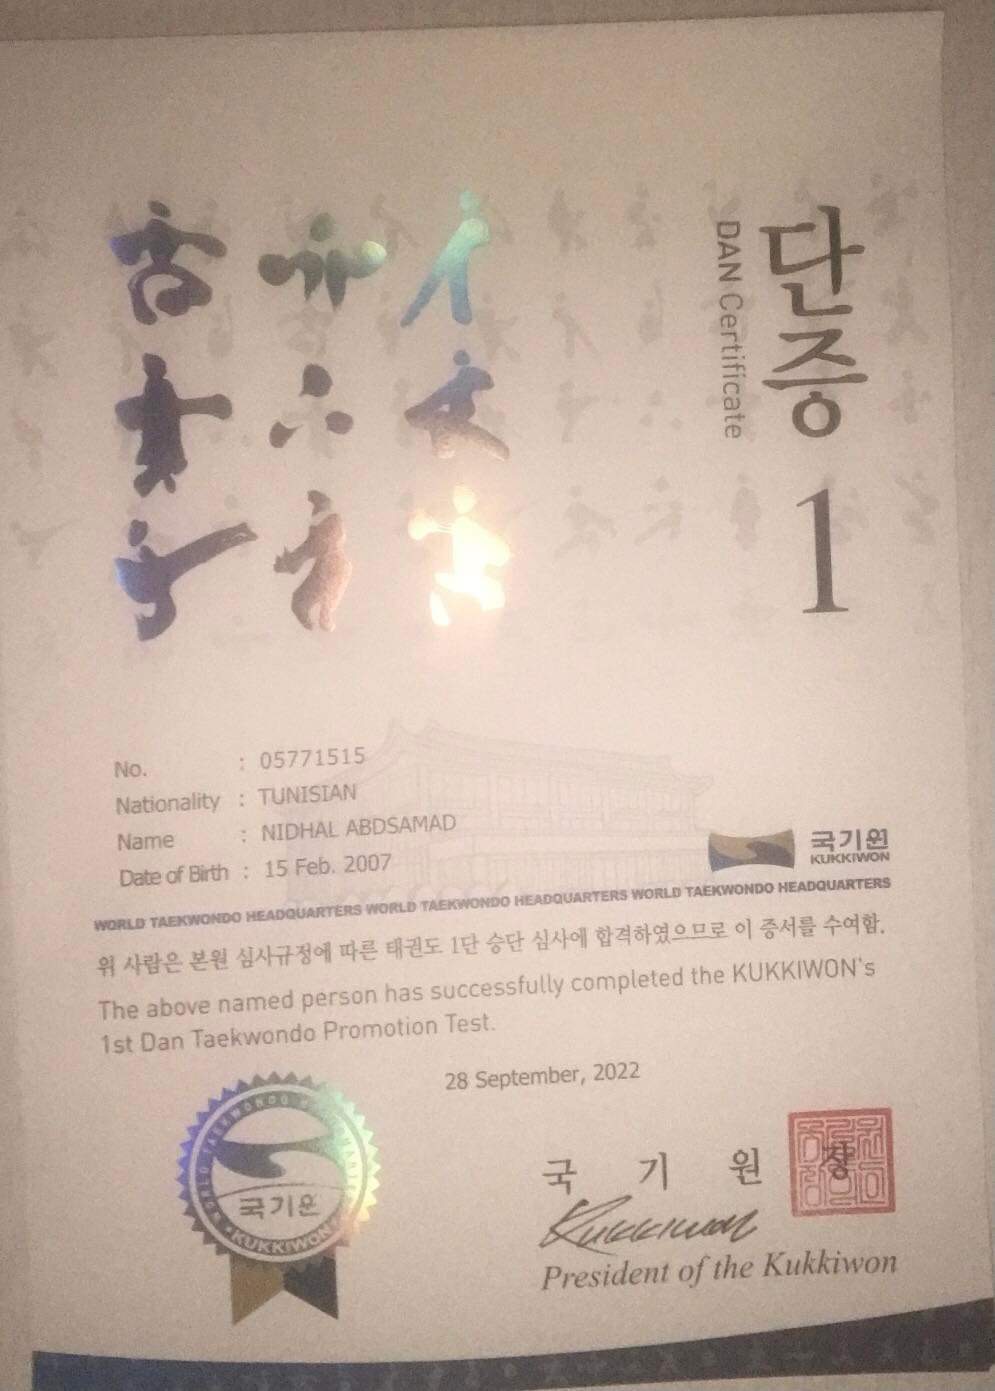 단증 1
DAN Certificate
No. : 05771515
Nationality : TUNISIAN
Name : NIDHAL ABDSAMAD
Date of Birth : 15 Feb. 2007
국기원
KUKKIWON
WORLD TAEKWONDO HEADQUARTERS WORLD TAEKWONDO HEADQUARTERS WORLD TAEKWONDO HEADQUARTERS
위 사람은 본원 심사규정에 따른 태권도 1단 승단 심사에 합격하였으므로 이 증서를 수여함.
The above named person has successfully completed the KUKKIWON's
1st Dan Taekwondo Promotion Test.
28 September, 2022
국기원
KUKKIWON
국 기 원 장
Kukkiwon
President of the Kukkiwon